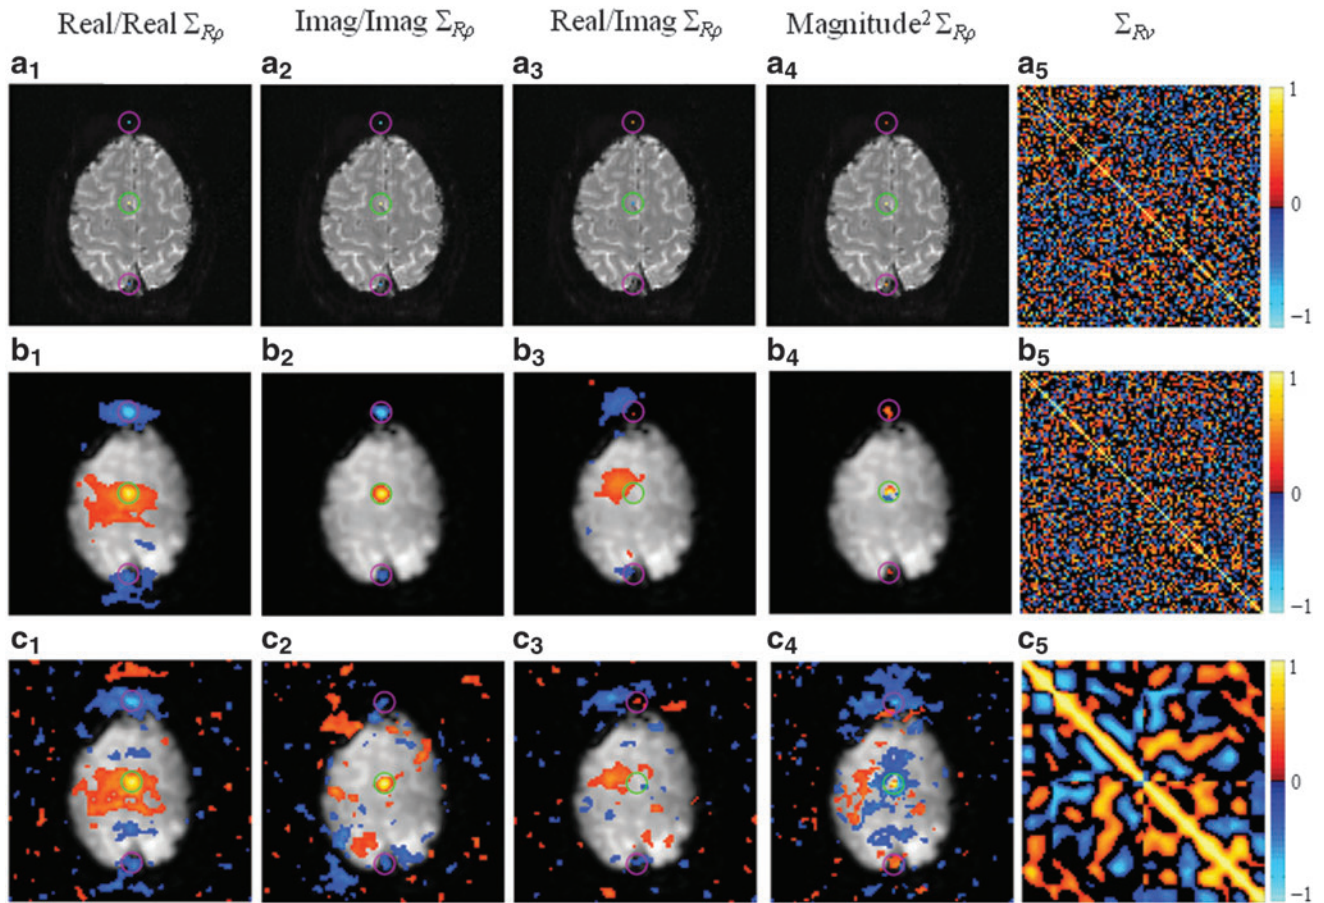 Real/Real Σ_Rρ Imag/Imag Σ_Rρ Real/Imag Σ_Rρ Magnitude² Σ_Rρ Σ_Rν
a₁ a₂ a₃ a₄ a₅
1
0
−1
b₁ b₂ b₃ b₄ b₅
1
0
−1
c₁ c₂ c₃ c₄ c₅
1
0
−1